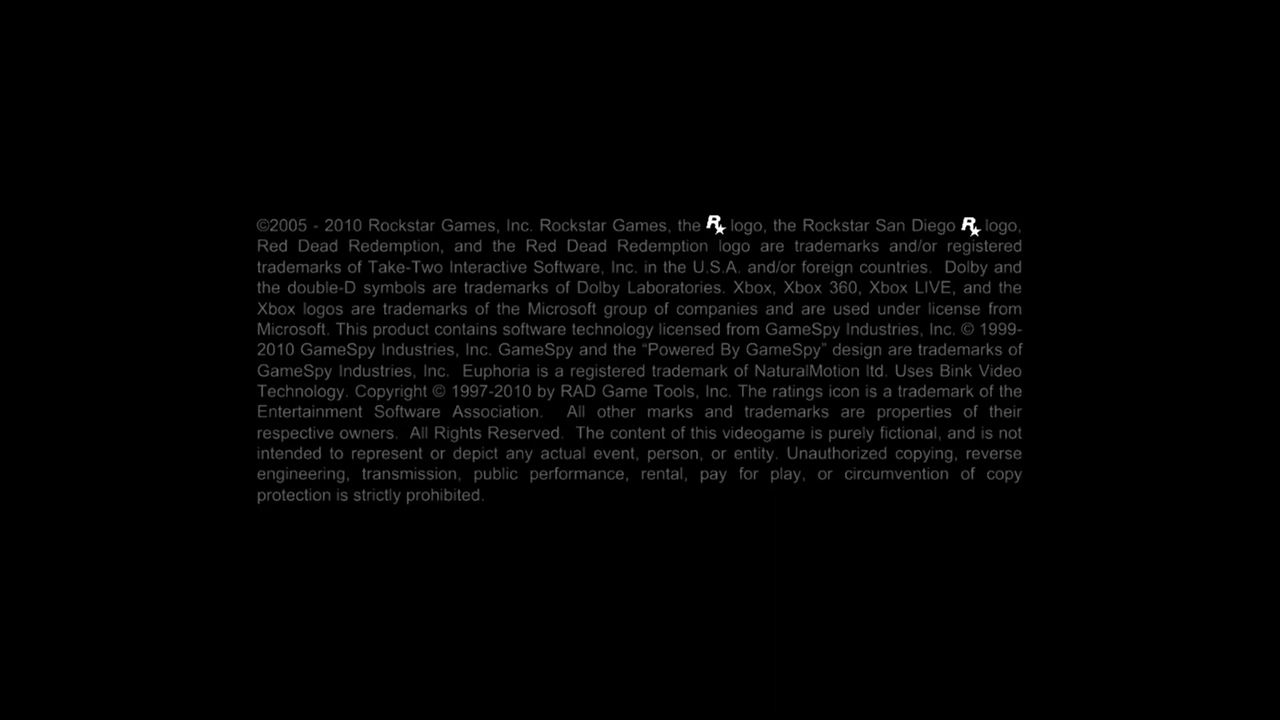 ©2005 - 2010 Rockstar Games, Inc. Rockstar Games, the R★ logo, the Rockstar San Diego R★ logo,
Red Dead Redemption, and the Red Dead Redemption logo are trademarks and/or registered
trademarks of Take-Two Interactive Software, Inc. in the U.S.A. and/or foreign countries. Dolby and
the double-D symbols are trademarks of Dolby Laboratories. Xbox, Xbox 360, Xbox LIVE, and the
Xbox logos are trademarks of the Microsoft group of companies and are used under license from
Microsoft. This product contains software technology licensed from GameSpy Industries, Inc. © 1999-
2010 GameSpy Industries, Inc. GameSpy and the “Powered By GameSpy” design are trademarks of
GameSpy Industries, Inc. Euphoria is a registered trademark of NaturalMotion ltd. Uses Bink Video
Technology. Copyright © 1997-2010 by RAD Game Tools, Inc. The ratings icon is a trademark of the
Entertainment Software Association. All other marks and trademarks are properties of their
respective owners. All Rights Reserved. The content of this videogame is purely fictional, and is not
intended to represent or depict any actual event, person, or entity. Unauthorized copying, reverse
engineering, transmission, public performance, rental, pay for play, or circumvention of copy
protection is strictly prohibited.